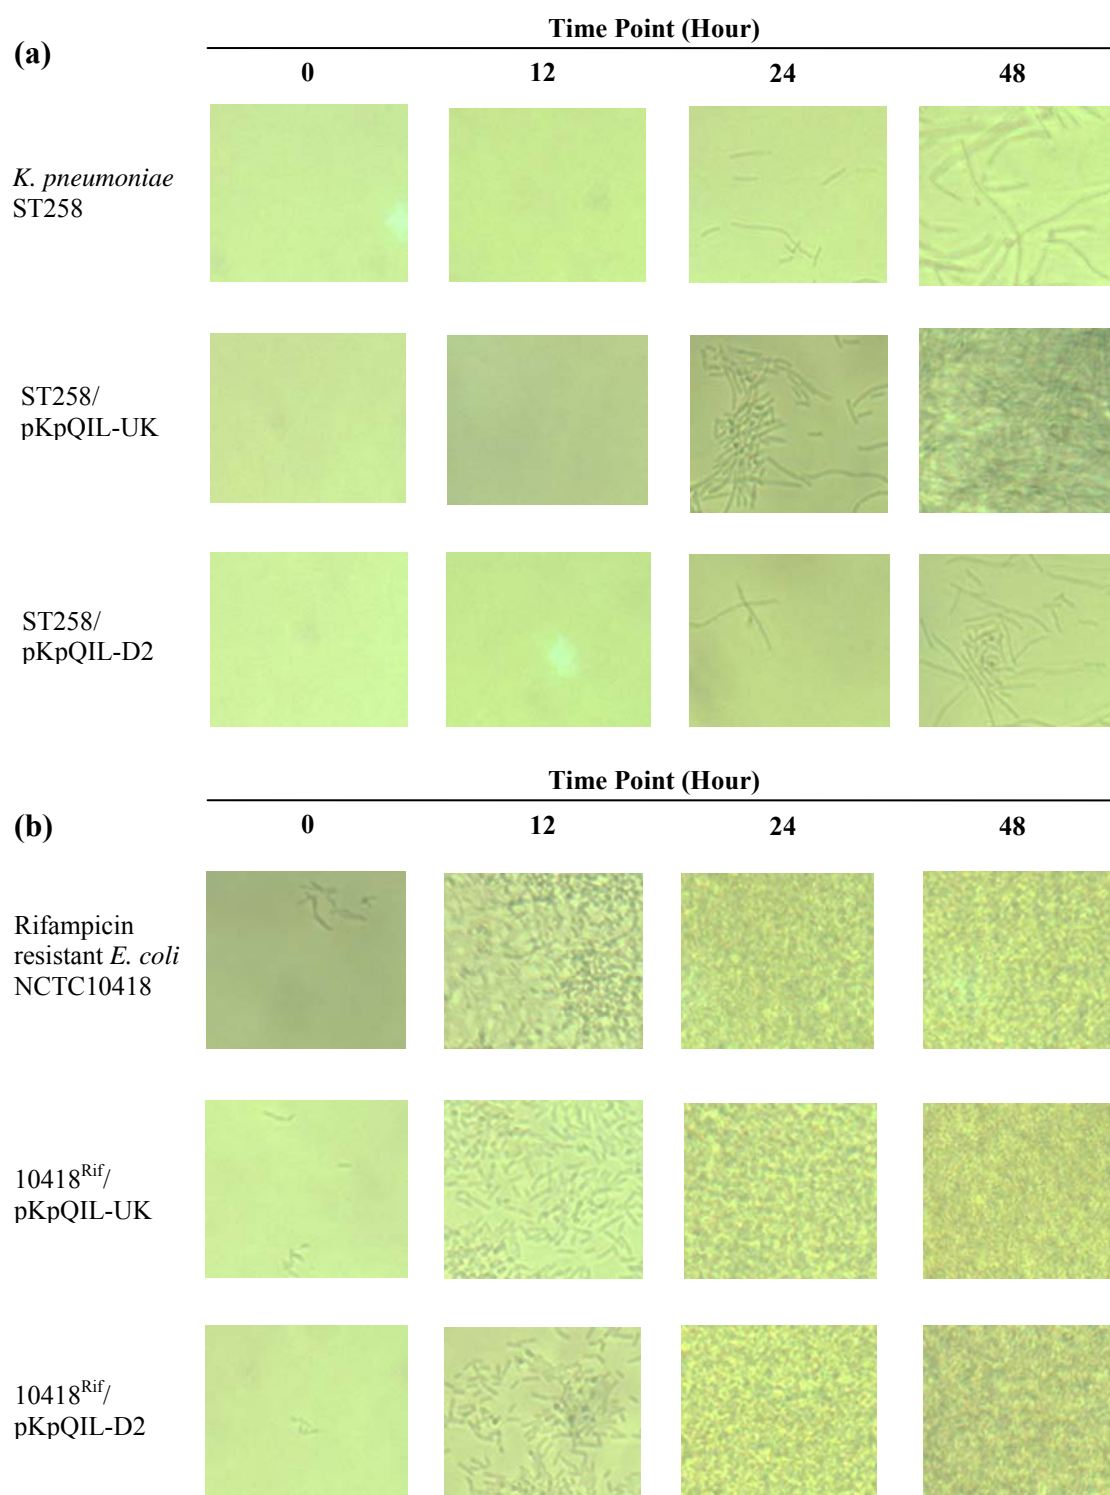 Time Point (Hour)
(a)
0 12 24 48
K. pneumoniae
ST258
ST258/
pKpQIL-UK
ST258/
pKpQIL-D2
Time Point (Hour)
(b)
0 12 24 48
Rifampicin
resistant E. coli
NCTC10418
10418Rif/
pKpQIL-UK
10418Rif/
pKpQIL-D2